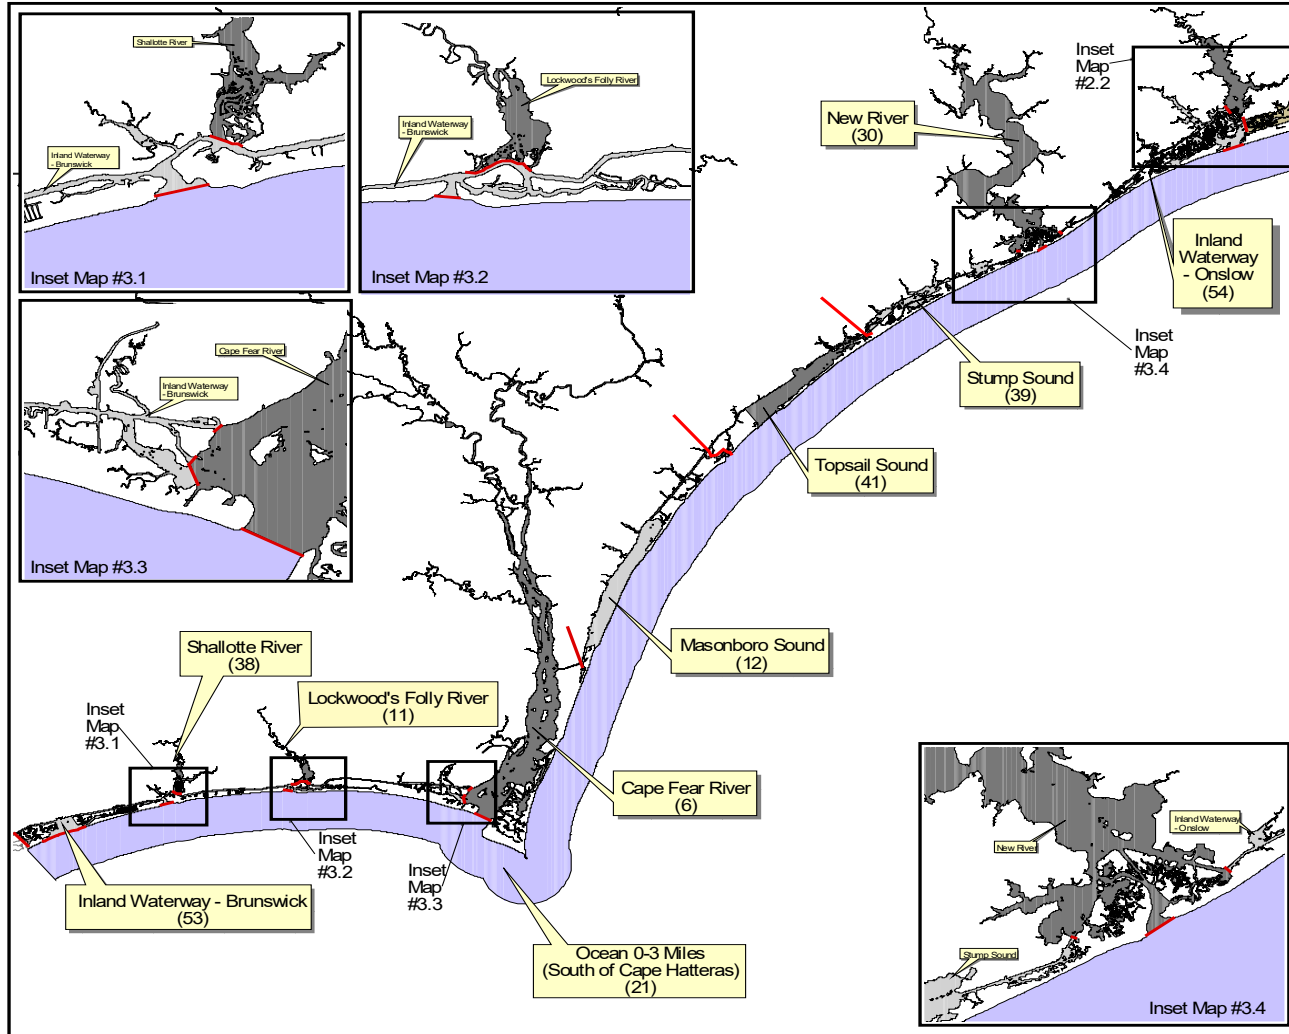 Shallotte River
Inland Waterway
- Brunswick
Inset Map #3.1
Lockwood's Folly River
Inland Waterway
- Brunswick
Inset Map #3.2
Cape Fear River
Inland Waterway
- Brunswick
Inset Map #3.3
New River
(30)
Inset
Map
#2.2
Inland
Waterway
- Onslow
(54)
Inset
Map
#3.4
Stump Sound
(39)
Topsail Sound
(41)
Masonboro Sound
(12)
Shallotte River
(38)
Lockwood's Folly River
(11)
Inset
Map
#3.1
Cape Fear River
(6)
Inset
Map
#3.2
Inset
Map
#3.3
Inland Waterway - Brunswick
(53)
Ocean 0-3 Miles
(South of Cape Hatteras)
(21)
Inland Waterway
- Onslow
New River
Stump Sound
Inset Map #3.4